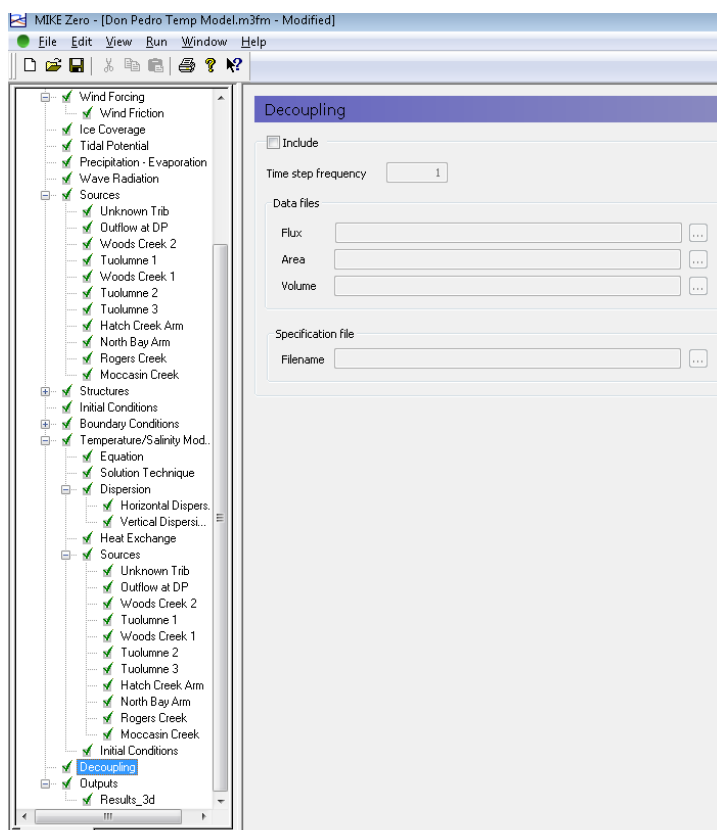 MIKE Zero - [Don Pedro Temp Model.m3fm - Modified]
File Edit View Run Window Help
Wind Forcing
Wind Friction
Ice Coverage
Tidal Potential
Precipitation - Evaporation
Wave Radiation
Sources
Unknown Trib
Outflow at DP
Woods Creek 2
Tuolumne 1
Woods Creek 1
Tuolumne 2
Tuolumne 3
Hatch Creek Arm
North Bay Arm
Rogers Creek
Moccasin Creek
Structures
Initial Conditions
Boundary Conditions
Temperature/Salinity Mod..
Equation
Solution Technique
Dispersion
Horizontal Dispers.
Vertical Dispersi...
Heat Exchange
Sources
Unknown Trib
Outflow at DP
Woods Creek 2
Tuolumne 1
Woods Creek 1
Tuolumne 2
Tuolumne 3
Hatch Creek Arm
North Bay Arm
Rogers Creek
Moccasin Creek
Initial Conditions
Decoupling
Outputs
Results_3d
Decoupling
Include
Time step frequency 1
Data files
Flux ...
Area ...
Volume ...
Specification file
Filename ...